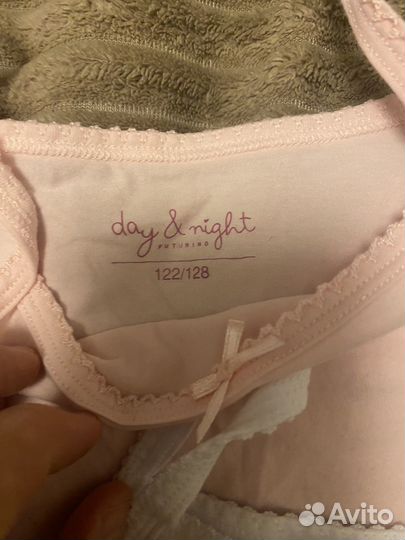 day & night
FUTURINO
122/128
Avito